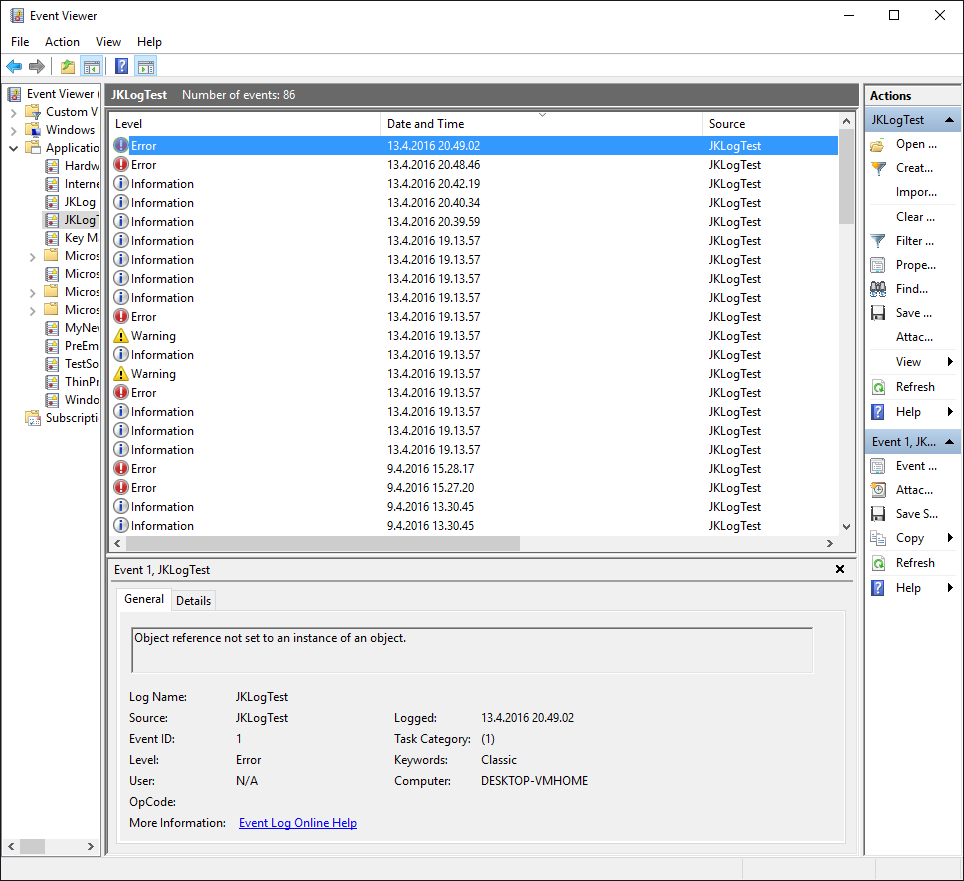 Event Viewer
File Action View Help
Event Viewer (
Custom V
Windows
Applicatio
Hardw
Interne
JKLog
JKLogT
Key M
Micros
Micros
Micros
Micros
MyNew
PreEm
TestSo
ThinPr
Windo
Subscripti
JKLogTest Number of events: 86
Level Date and Time Source
Error 13.4.2016 20.49.02 JKLogTest
Error 13.4.2016 20.48.46 JKLogTest
Information 13.4.2016 20.42.19 JKLogTest
Information 13.4.2016 20.40.34 JKLogTest
Information 13.4.2016 20.39.59 JKLogTest
Information 13.4.2016 19.13.57 JKLogTest
Information 13.4.2016 19.13.57 JKLogTest
Information 13.4.2016 19.13.57 JKLogTest
Information 13.4.2016 19.13.57 JKLogTest
Error 13.4.2016 19.13.57 JKLogTest
Warning 13.4.2016 19.13.57 JKLogTest
Information 13.4.2016 19.13.57 JKLogTest
Warning 13.4.2016 19.13.57 JKLogTest
Error 13.4.2016 19.13.57 JKLogTest
Information 13.4.2016 19.13.57 JKLogTest
Information 13.4.2016 19.13.57 JKLogTest
Information 13.4.2016 19.13.57 JKLogTest
Error 9.4.2016 15.28.17 JKLogTest
Error 9.4.2016 15.27.20 JKLogTest
Information 9.4.2016 13.30.45 JKLogTest
Information 9.4.2016 13.30.45 JKLogTest
Event 1, JKLogTest
General Details
Object reference not set to an instance of an object.
Log Name: JKLogTest
Source: JKLogTest Logged: 13.4.2016 20.49.02
Event ID: 1 Task Category: (1)
Level: Error Keywords: Classic
User: N/A Computer: DESKTOP-VMHOME
OpCode:
More Information: Event Log Online Help
Actions
JKLogTest
Open ...
Creat...
Impor...
Clear ...
Filter ...
Prope...
Find...
Save ...
Attac...
View
Refresh
Help
Event 1, JK...
Event ...
Attac...
Save S...
Copy
Refresh
Help